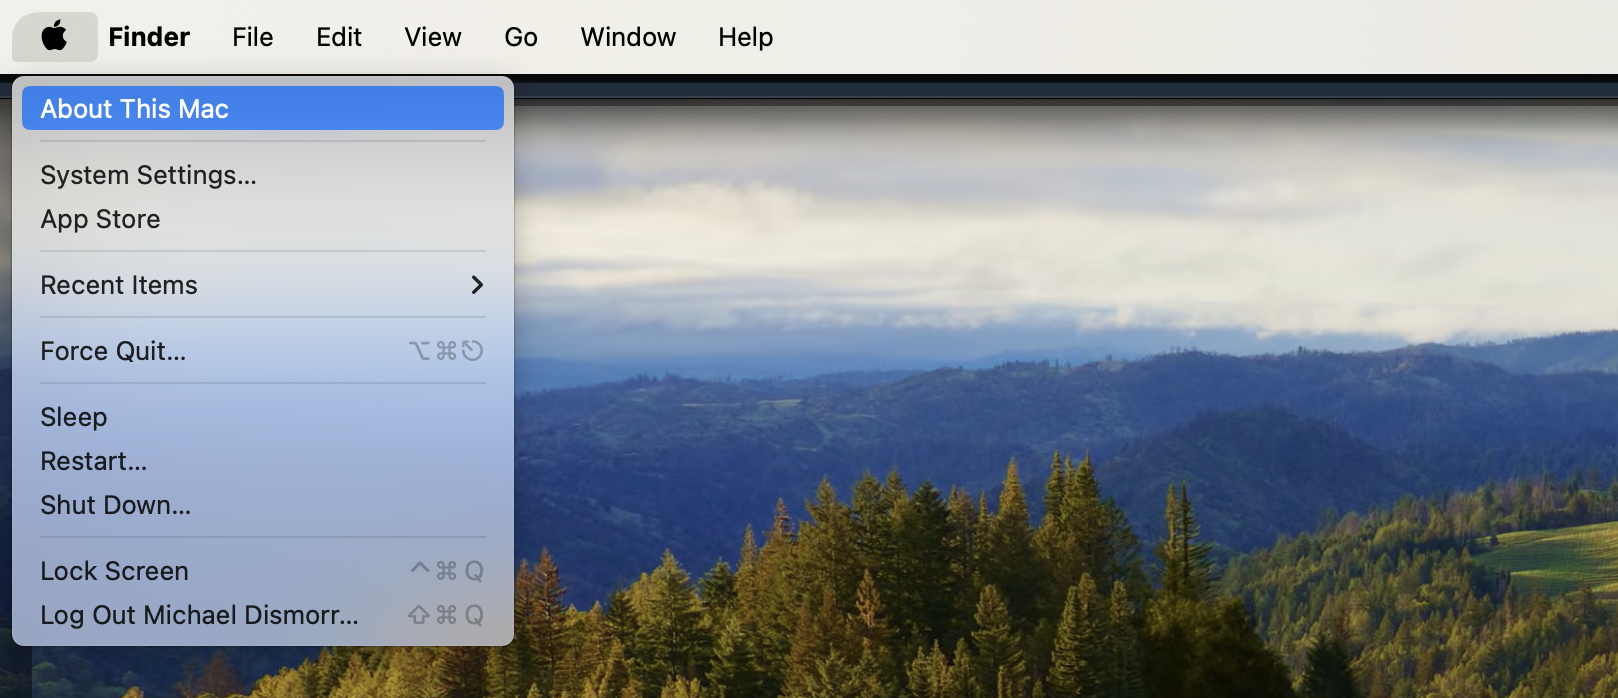 Finder File Edit View Go Window Help
About This Mac
System Settings...
App Store
Recent Items
Force Quit... ⌥⌘⎋
Sleep
Restart...
Shut Down...
Lock Screen ^⌘Q
Log Out Michael Dismorr... ⇧⌘Q